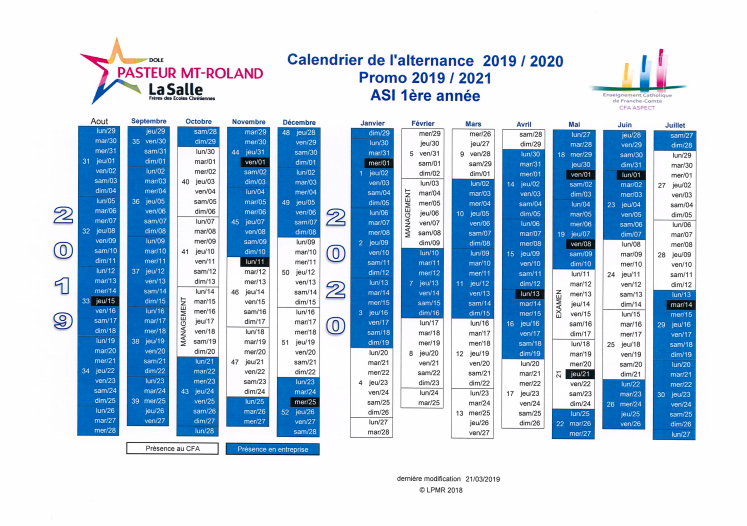 DOLE
PASTEUR MT-ROLAND
La Salle
Frères des Ecoles Chrétiennes
Calendrier de l'alternance 2019 / 2020
Promo 2019 / 2021
ASI 1ère année
Enseignement Catholique
de Franche-Comté
CFA ASPECT
2019
Aout
lun/29
mar/30
mer/31
31 jeu/01
ven/02
sam/03
dim/04
lun/05
mar/06
mer/07
32 jeu/08
ven/09
sam/10
dim/11
lun/12
mar/13
mer/14
33 jeu/15
ven/16
sam/17
dim/18
lun/19
mar/20
mer/21
34 jeu/22
ven/23
sam/24
dim/25
lun/26
mar/27
mer/28
Septembre
jeu/29
35 ven/30
sam/31
dim/01
lun/02
mar/03
mer/04
36 jeu/05
ven/06
sam/07
dim/08
lun/09
mar/10
mer/11
37 jeu/12
ven/13
sam/14
dim/15
lun/16
mar/17
mer/18
38 jeu/19
ven/20
sam/21
dim/22
lun/23
mar/24
39 mer/25
jeu/26
ven/27
Octobre
sam/28
dim/29
lun/30
mar/01
mer/02
40 jeu/03
ven/04
sam/05
dim/06
lun/07
mar/08
mer/09
41 jeu/10
ven/11
sam/12
dim/13
MANAGEMENT
lun/14
mar/15
mer/16
jeu/17
ven/18
sam/19
dim/20
lun/21
mar/22
mer/23
43 jeu/24
ven/25
sam/26
dim/27
lun/28
Novembre
mar/29
mer/30
44 jeu/31
ven/01
sam/02
dim/03
lun/04
mar/05
mer/06
45 jeu/07
ven/08
sam/09
dim/10
lun/11
mar/12
mer/13
46 jeu/14
ven/15
sam/16
dim/17
lun/18
mar/19
mer/20
47 jeu/21
ven/22
sam/23
dim/24
lun/25
mar/26
mer/27
Décembre
48 jeu/28
ven/29
sam/30
dim/01
lun/02
mar/03
mer/04
49 jeu/05
ven/06
sam/07
dim/08
lun/09
mar/10
mer/11
50 jeu/12
ven/13
sam/14
dim/15
lun/16
mar/17
mer/18
51 jeu/19
ven/20
sam/21
dim/22
lun/23
mar/24
mer/25
52 jeu/26
ven/27
sam/28
2020
Janvier
dim/29
lun/30
mar/31
mer/01
1 jeu/02
ven/03
sam/04
dim/05
lun/06
mar/07
mer/08
2 jeu/09
ven/10
sam/11
dim/12
lun/13
mar/14
mer/15
3 jeu/16
ven/17
sam/18
dim/19
lun/20
mar/21
mer/22
4 jeu/23
ven/24
sam/25
dim/26
lun/27
mar/28
Février
mer/29
jeu/30
5 ven/31
sam/01
dim/02
MANAGEMENT
lun/03
mar/04
mer/05
jeu/06
ven/07
sam/08
dim/09
lun/10
mar/11
mer/12
7 jeu/13
ven/14
sam/15
dim/16
lun/17
mar/18
mer/19
8 jeu/20
ven/21
sam/22
dim/23
lun/24
mar/25
Mars
mer/26
jeu/27
9 ven/28
lun/02
mar/03
mer/04
10 jeu/05
ven/06
sam/07
dim/08
lun/09
mar/10
mer/11
11 jeu/12
ven/13
sam/14
dim/15
lun/16
mar/17
mer/18
12 jeu/19
ven/20
sam/21
dim/22
lun/23
mar/24
13 mer/25
jeu/26
ven/27
Avril
sam/28
dim/29
lun/30
mar/31
mer/01
14 jeu/02
ven/03
sam/04
dim/05
lun/06
mar/07
mer/08
15 jeu/09
ven/10
sam/11
dim/12
lun/13
mar/14
mer/15
16 jeu/16
ven/17
sam/18
dim/19
lun/20
mar/21
mer/22
17 jeu/23
ven/24
sam/25
dim/26
Mai
lun/27
mar/28
18 mer/29
jeu/30
ven/01
sam/02
dim/03
lun/04
mar/05
mer/06
19 jeu/07
ven/08
sam/09
dim/10
EXAMEN
lun/11
mar/12
mer/13
jeu/14
ven/15
sam/16
dim/17
lun/18
mar/19
mer/20
21 jeu/21
ven/22
sam/23
dim/24
lun/25
22 mar/26
mer/27
Juin
jeu/28
ven/29
sam/30
dim/31
lun/01
mar/02
mer/03
23 jeu/04
ven/05
sam/06
dim/07
lun/08
mar/09
mer/10
24 jeu/11
ven/12
sam/13
dim/14
lun/15
mar/16
mer/17
25 jeu/18
ven/19
sam/20
dim/21
lun/22
mar/23
26 mer/24
jeu/25
ven/26
Juillet
sam/27
dim/28
lun/29
mar/30
mer/01
27 jeu/02
ven/03
sam/04
dim/05
lun/06
mar/07
mer/08
28 jeu/09
ven/10
sam/11
dim/12
lun/13
mar/14
mer/15
29 jeu/16
ven/17
sam/18
dim/19
lun/20
mar/21
mer/22
30 jeu/23
ven/24
sam/25
dim/26
lun/27
Présence au CFA
Présence en entreprise
dernière modification 21/03/2019
© LPMR 2018